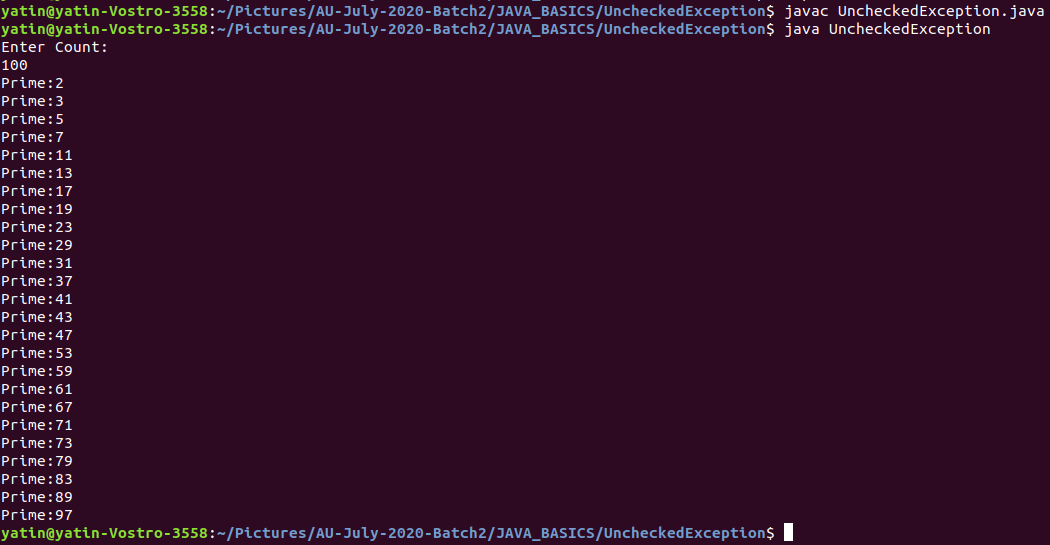 yatin@yatin-Vostro-3558:~/Pictures/AU-July-2020-Batch2/JAVA_BASICS/UncheckedException$ javac UncheckedException.java
yatin@yatin-Vostro-3558:~/Pictures/AU-July-2020-Batch2/JAVA_BASICS/UncheckedException$ java UncheckedException
Enter Count:
100
Prime:2
Prime:3
Prime:5
Prime:7
Prime:11
Prime:13
Prime:17
Prime:19
Prime:23
Prime:29
Prime:31
Prime:37
Prime:41
Prime:43
Prime:47
Prime:53
Prime:59
Prime:61
Prime:67
Prime:71
Prime:73
Prime:79
Prime:83
Prime:89
Prime:97
yatin@yatin-Vostro-3558:~/Pictures/AU-July-2020-Batch2/JAVA_BASICS/UncheckedException$